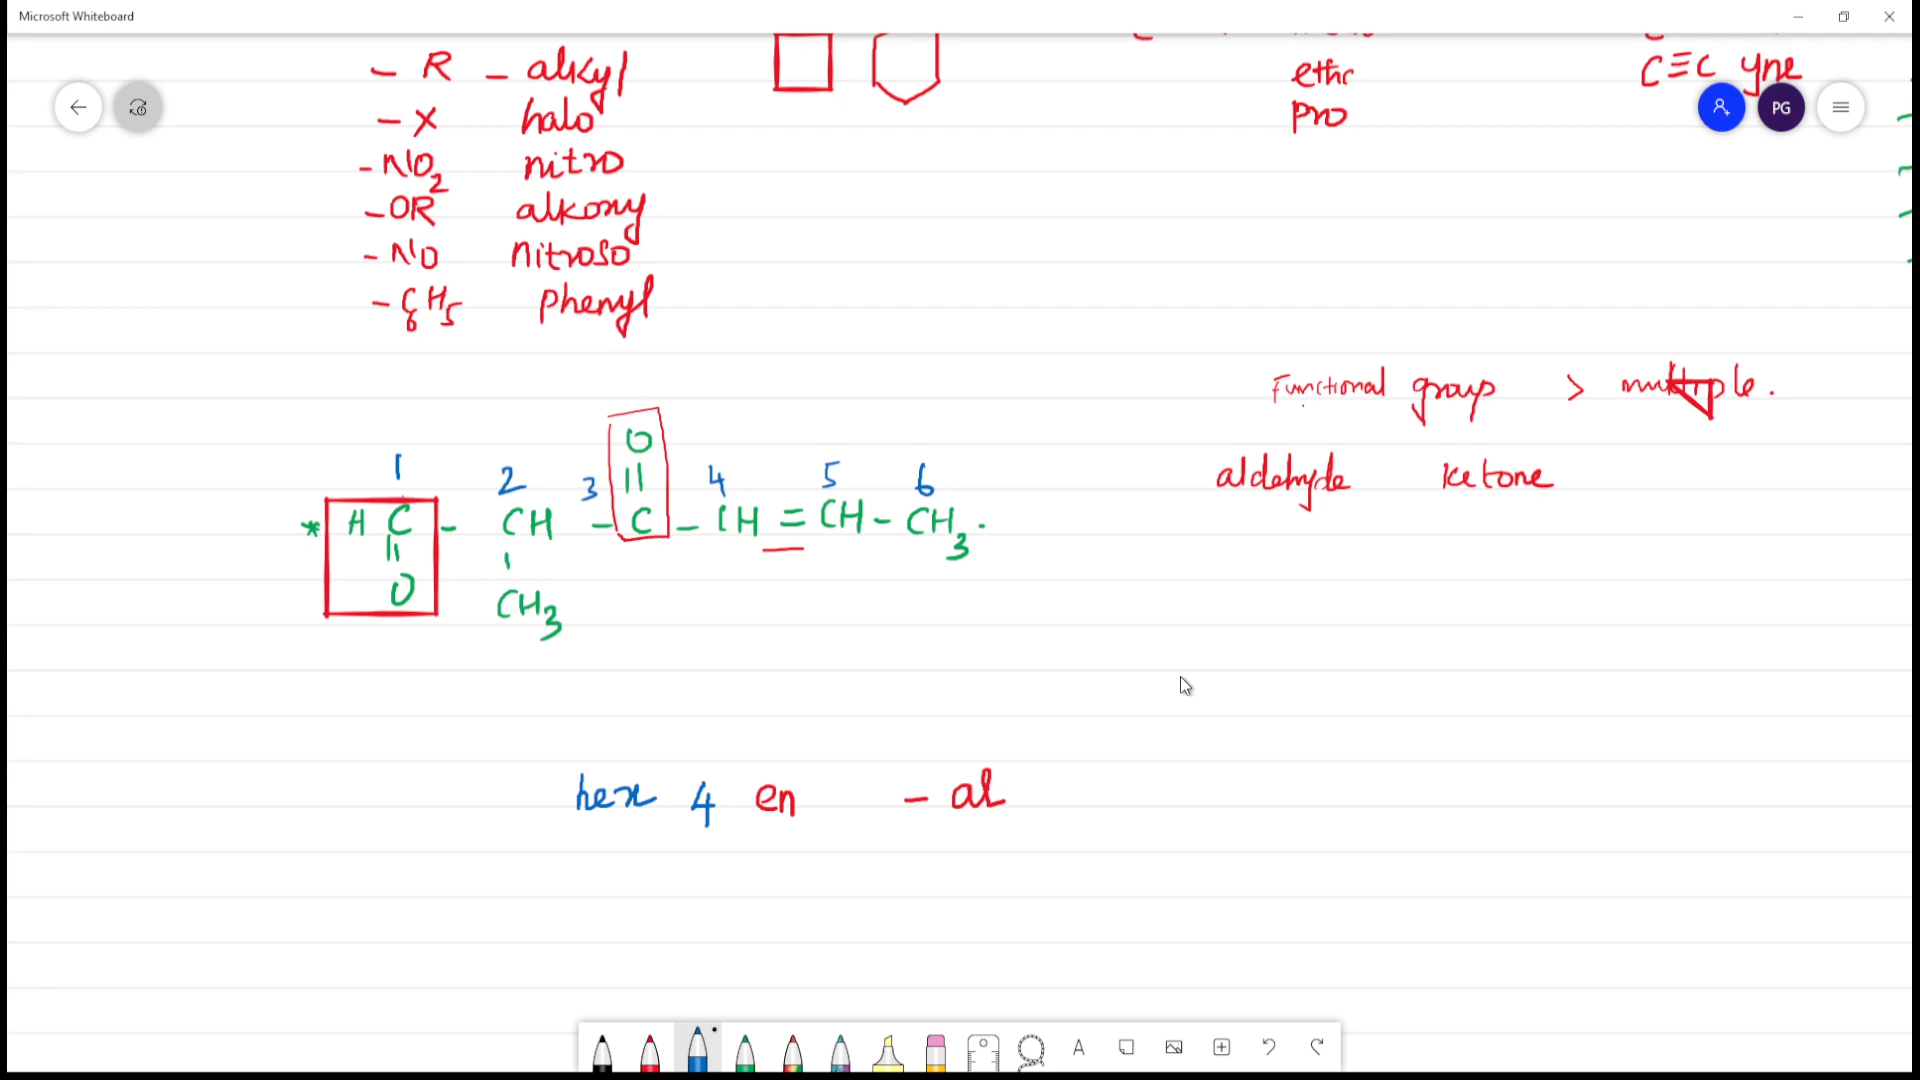 Microsoft Whiteboard
- R - alkyl
- X halo
- NO2 nitro
- OR alkoxy
- NO nitroso
- C6H5 phenyl
ethc
Pro
C≡C yne
PG
Functional group > multiple.
aldehyde ketone
O
1 2 3 || 4 5 6
* H C - CH - C - CH = CH - CH3.
|| |
O CH3
hex 4 en - al
A